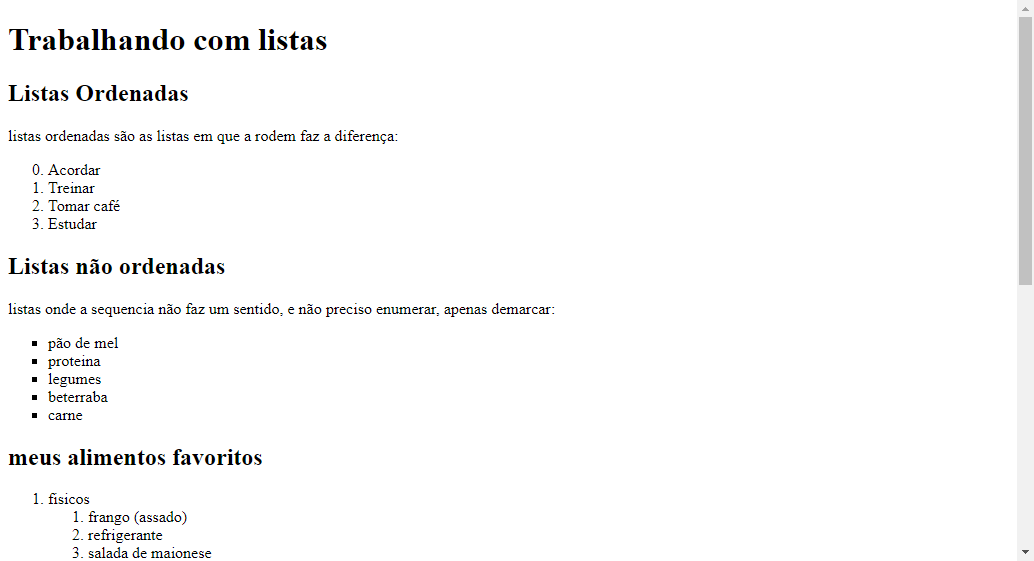 Trabalhando com listas
Listas Ordenadas
listas ordenadas são as listas em que a rodem faz a diferença:
0. Acordar
1. Treinar
2. Tomar café
3. Estudar
Listas não ordenadas
listas onde a sequencia não faz um sentido, e não preciso enumerar, apenas demarcar:
▪ pão de mel
▪ proteina
▪ legumes
▪ beterraba
▪ carne
meus alimentos favoritos
1. físicos
1. frango (assado)
2. refrigerante
3. salada de maionese